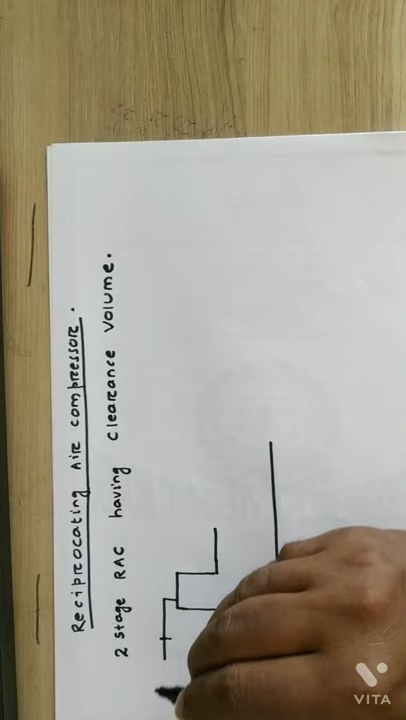 Reciprocating Air compressor.
2 stage RAC having clearance volume.
VITA